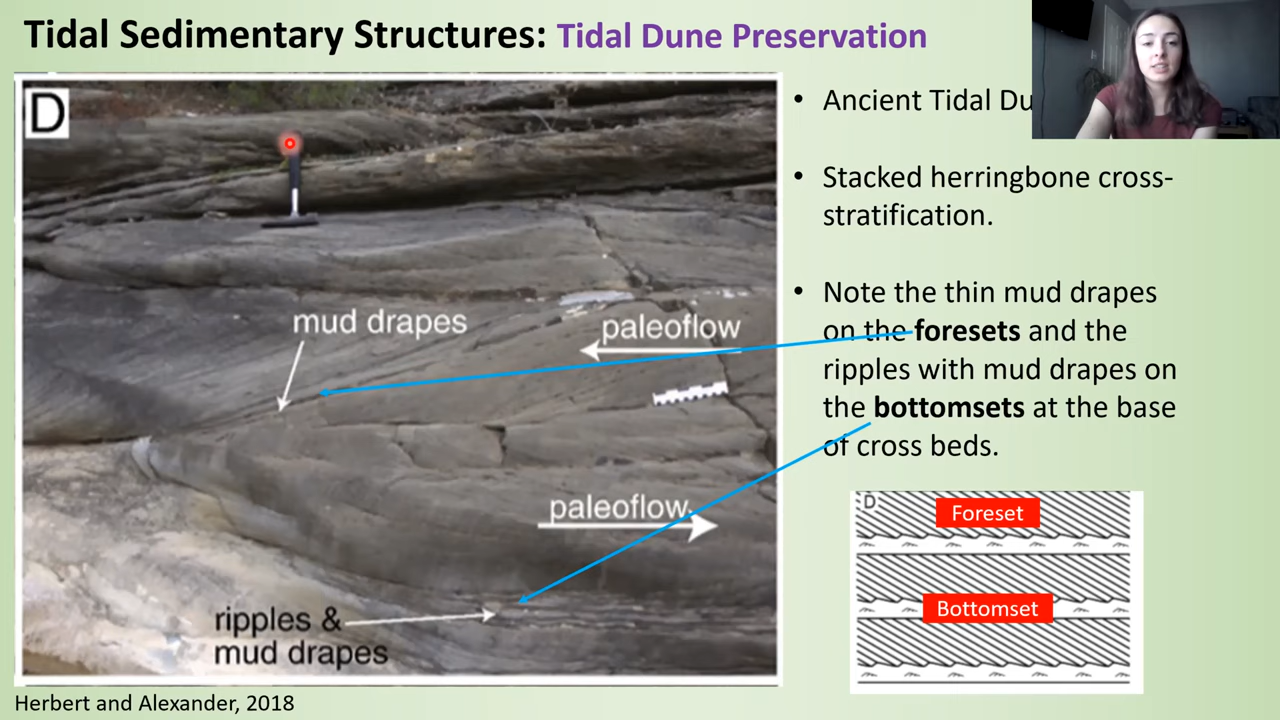 Tidal Sedimentary Structures: Tidal Dune Preservation
D
mud drapes
paleoflow
paleoflow
ripples &
mud drapes
Herbert and Alexander, 2018
• Ancient Tidal
• Stacked herringbone cross-
stratification.
• Note the thin mud drapes
on the foresets and the
ripples with mud drapes on
the bottomsets at the base
of cross beds.
D
Foreset
Bottomset